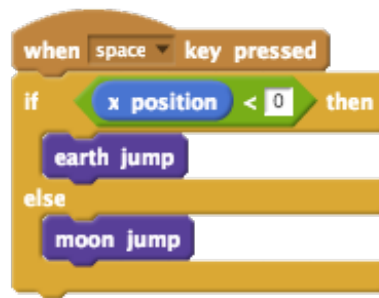 when space key pressed
if x position < 0 then
earth jump
else
moon jump